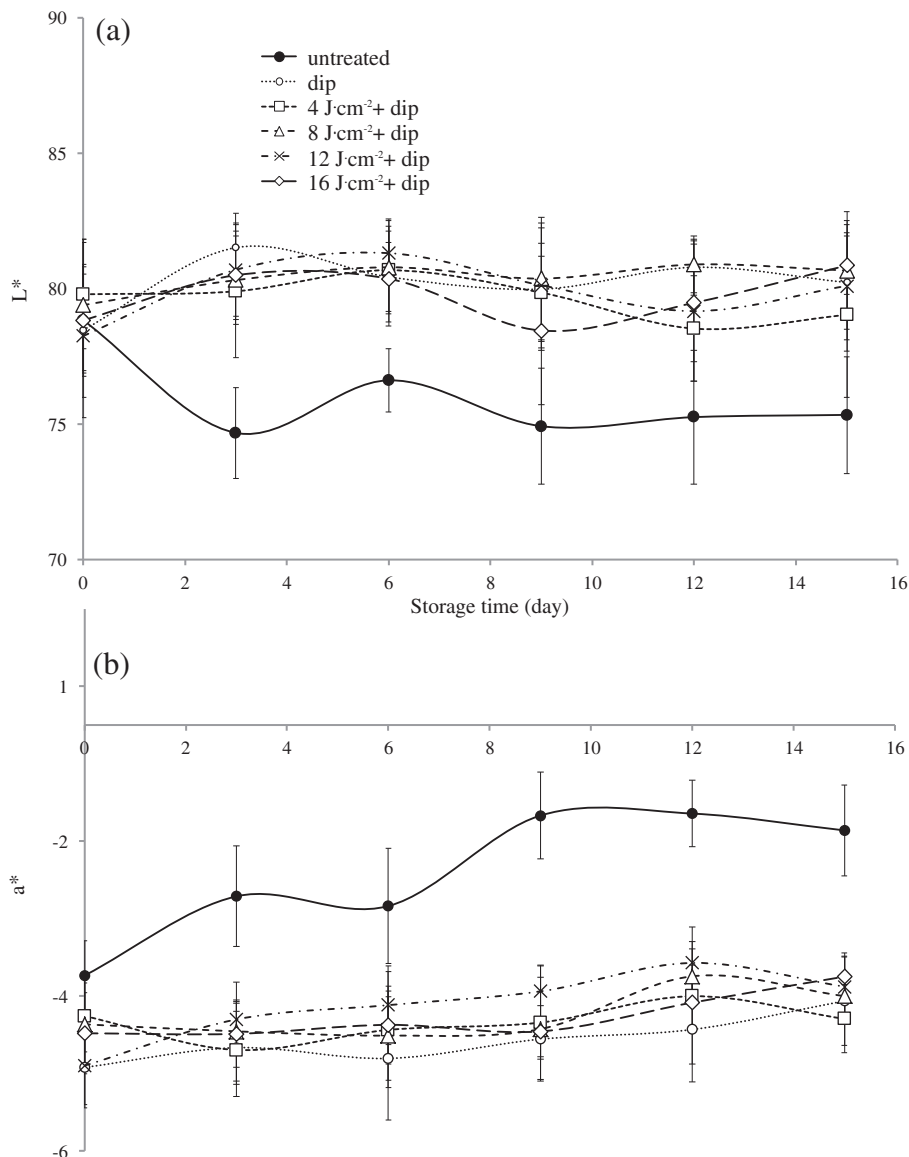 (a)
untreated
dip
4 J·cm⁻²+ dip
8 J·cm⁻²+ dip
12 J·cm⁻²+ dip
16 J·cm⁻²+ dip
90
85
80
75
70
L*
0 2 4 6 8 10 12 14 16
Storage time (day)
(b)
1
0 2 4 6 8 10 12 14 16
-2
-4
-6
a*